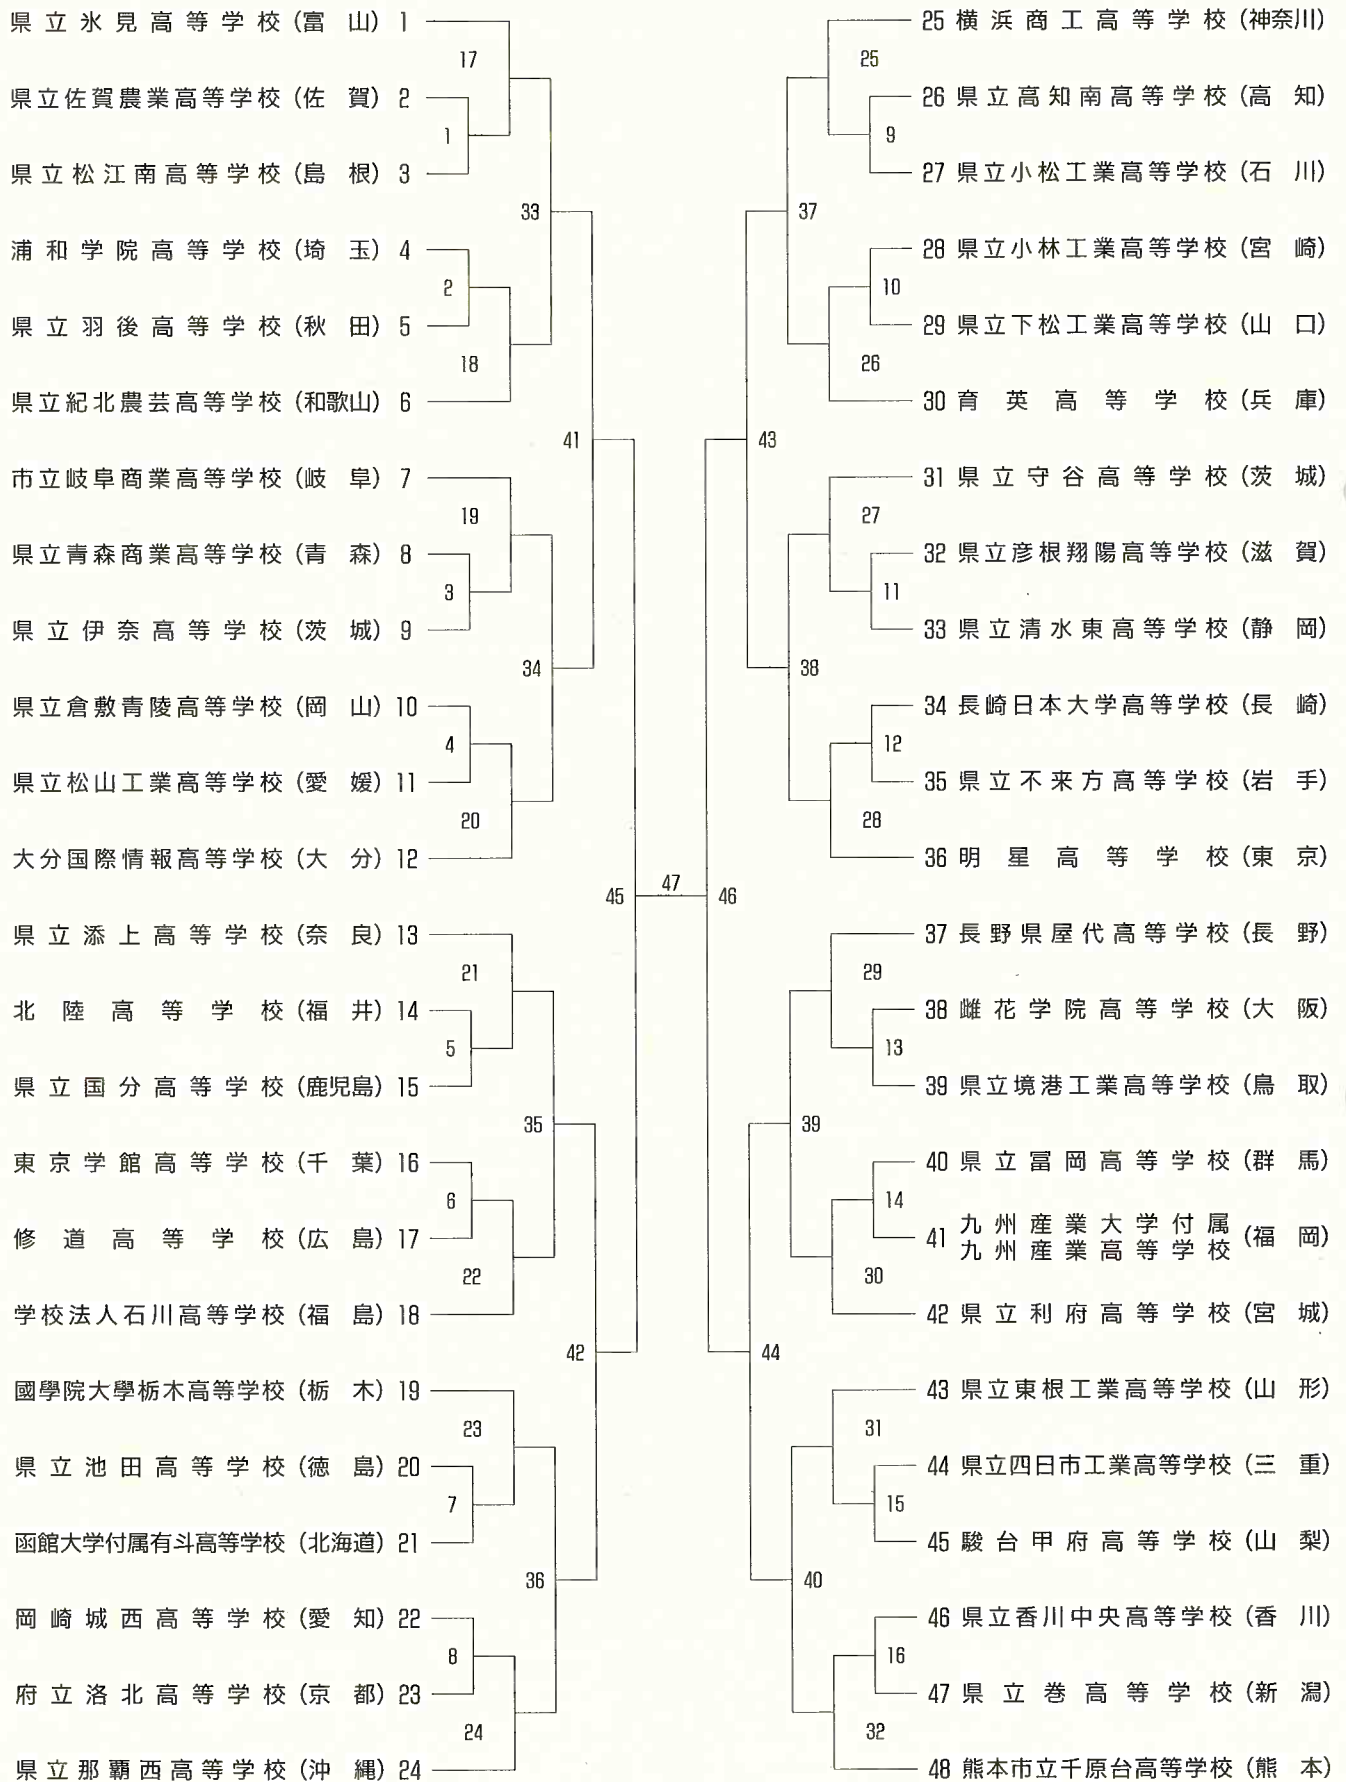 県立氷見高等学校(富山) 1
県立佐賀農業高等学校(佐賀) 2
県立松江南高等学校(島根) 3
浦和学院高等学校(埼玉) 4
県立羽後高等学校(秋田) 5
県立紀北農芸高等学校(和歌山) 6
市立岐阜商業高等学校(岐阜) 7
県立青森商業高等学校(青森) 8
県立伊奈高等学校(茨城) 9
県立倉敷青陵高等学校(岡山) 10
県立松山工業高等学校(愛媛) 11
大分国際情報高等学校(大分) 12
県立添上高等学校(奈良) 13
北陸高等学校(福井) 14
県立国分高等学校(鹿児島) 15
東京学館高等学校(千葉) 16
修道高等学校(広島) 17
学校法人石川高等学校(福島) 18
國學院大學栃木高等学校(栃木) 19
県立池田高等学校(徳島) 20
函館大学付属有斗高等学校(北海道) 21
岡崎城西高等学校(愛知) 22
府立洛北高等学校(京都) 23
県立那覇西高等学校(沖縄) 24
1
2
3
4
5
6
7
8
17
18
19
20
21
22
23
24
33
34
35
36
41
42
45
47
46
43
44
37
38
39
40
25
26
27
28
29
30
31
32
9
10
11
12
13
14
15
16
25 横浜商工高等学校(神奈川)
26 県立高知南高等学校(高知)
27 県立小松工業高等学校(石川)
28 県立小林工業高等学校(宮崎)
29 県立下松工業高等学校(山口)
30 育英高等学校(兵庫)
31 県立守谷高等学校(茨城)
32 県立彦根翔陽高等学校(滋賀)
33 県立清水東高等学校(静岡)
34 長崎日本大学高等学校(長崎)
35 県立不来方高等学校(岩手)
36 明星高等学校(東京)
37 長野県屋代高等学校(長野)
38 雌花学院高等学校(大阪)
39 県立境港工業高等学校(鳥取)
40 県立冨岡高等学校(群馬)
41 九州産業大学付属
九州産業高等学校(福岡)
42 県立利府高等学校(宮城)
43 県立東根工業高等学校(山形)
44 県立四日市工業高等学校(三重)
45 駿台甲府高等学校(山梨)
46 県立香川中央高等学校(香川)
47 県立巻高等学校(新潟)
48 熊本市立千原台高等学校(熊本)